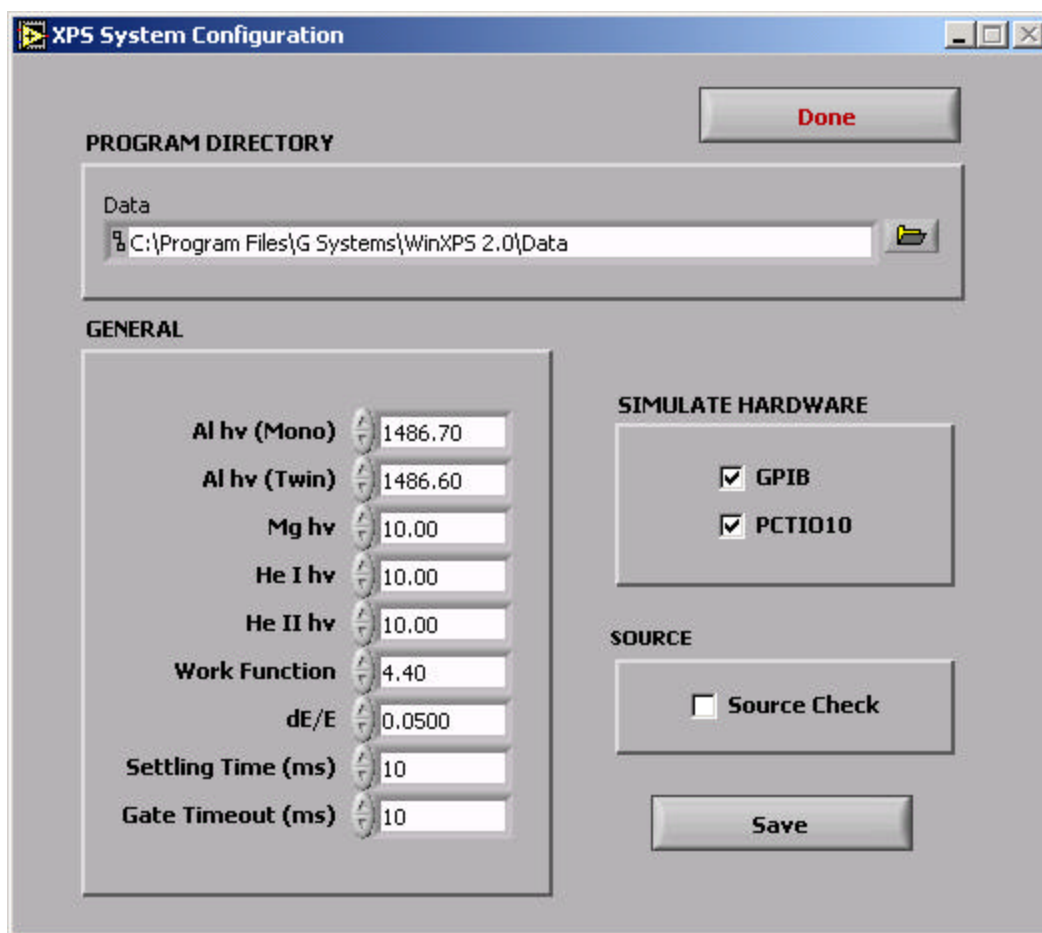 XPS System Configuration
Done
PROGRAM DIRECTORY
Data
C:\Program Files\G Systems\WinXPS 2.0\Data
GENERAL
Al hv (Mono) 1486.70
Al hv (Twin) 1486.60
Mg hv 10.00
He I hv 10.00
He II hv 10.00
Work Function 4.40
dE/E 0.0500
Settling Time (ms) 10
Gate Timeout (ms) 10
SIMULATE HARDWARE
GPIB
PCTIO10
SOURCE
Source Check
Save